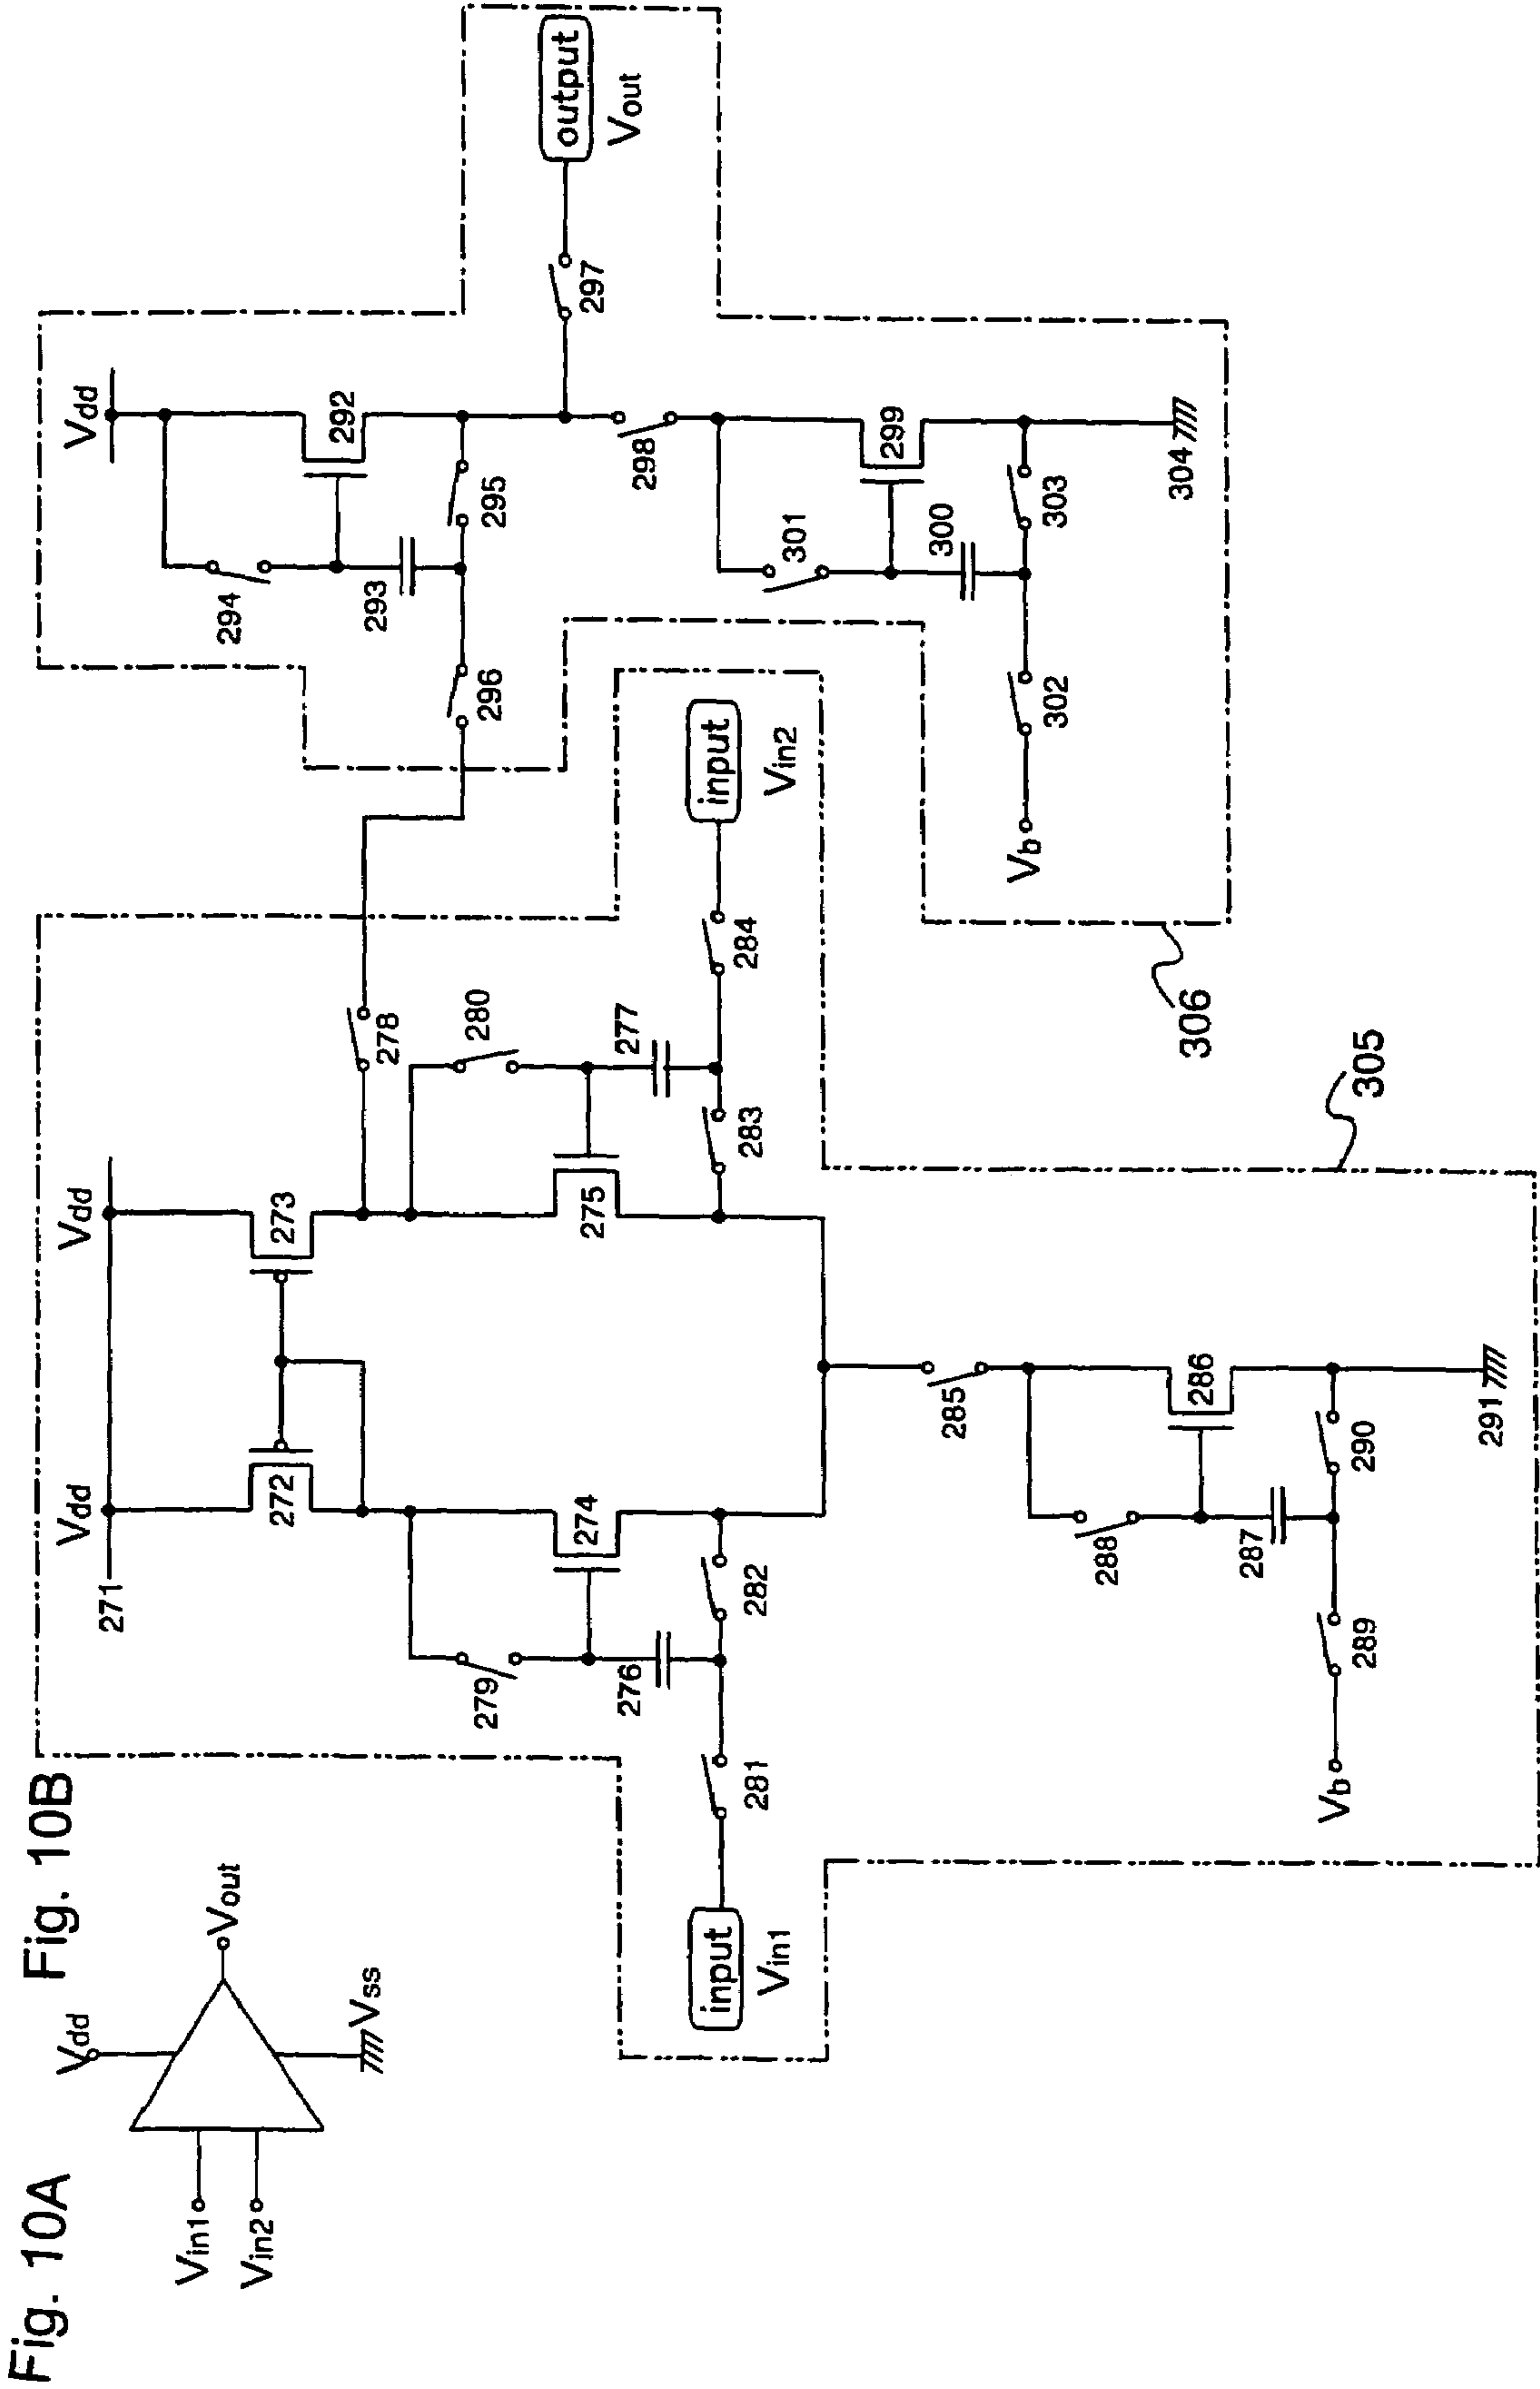 Fig. 10A
Vdd
Vin1
Vin2
Vout
Vss
Fig. 10B
271
Vdd
Vdd
272
273
278
279
274
275
280
276
277
input
Vin1
281
282
283
284
input
Vin2
285
288
286
287
Vb
289
290
291
305
Vdd
294
292
293
296
295
297
output
Vout
298
301
299
300
Vb
302
303
304
306